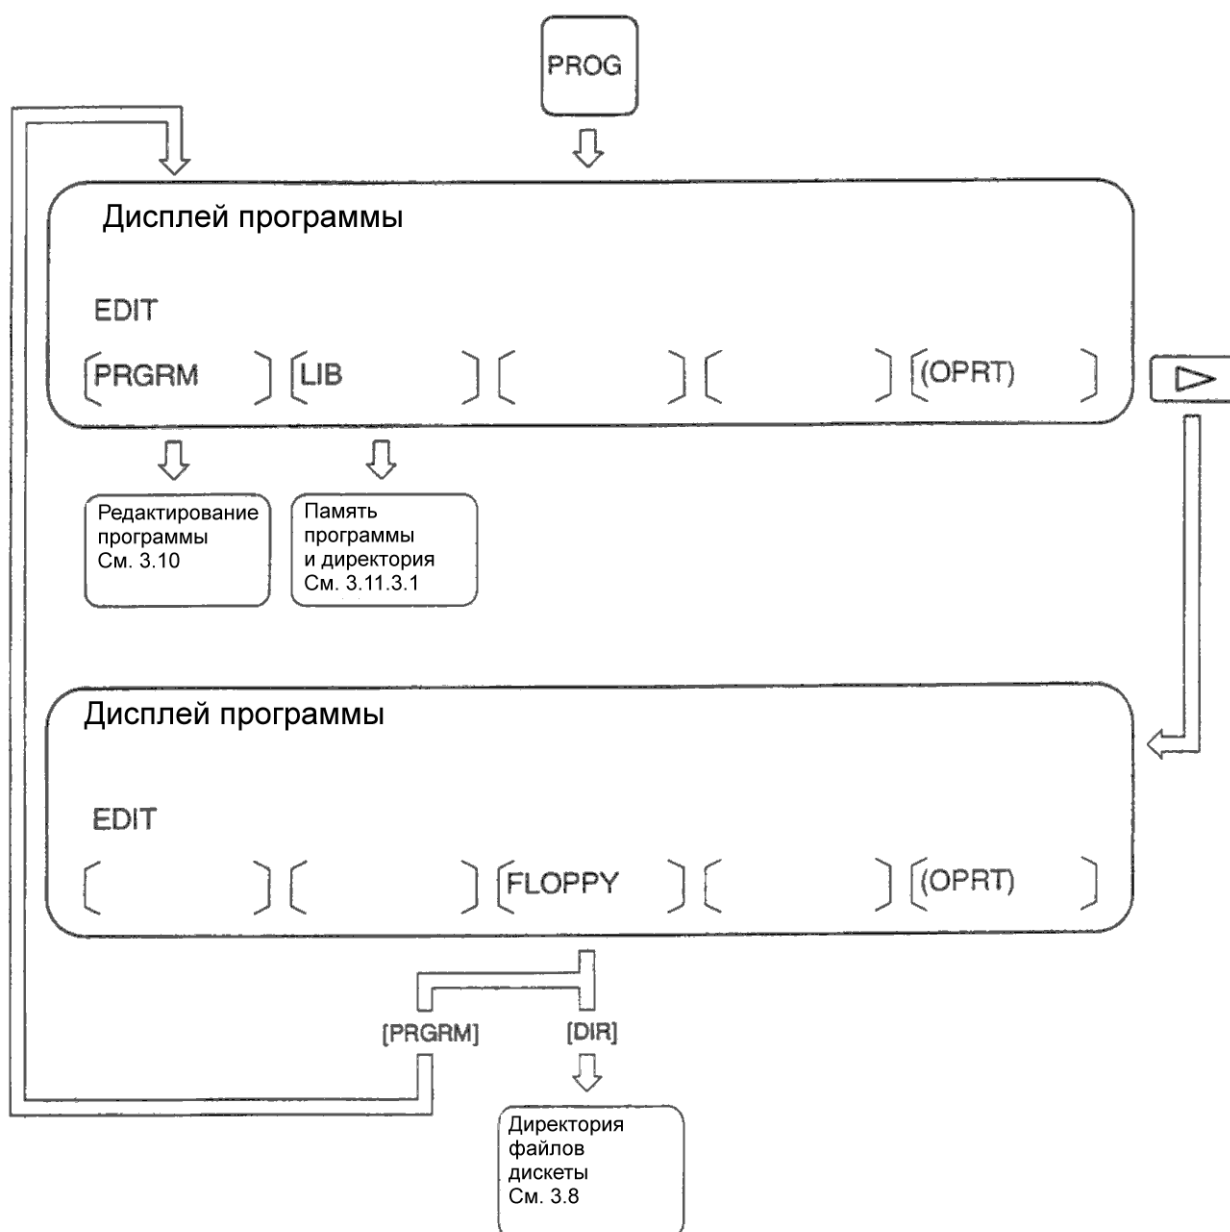 PROG
Дисплей программы
EDIT
[PRGRM ] [LIB ] [ ] [ ] [(OPRT) ]
Редактирование
программы
См. 3.10
Память
программы
и директория
См. 3.11.3.1
Дисплей программы
EDIT
[ ] [ ] [FLOPPY ] [ ] [(OPRT) ]
[PRGRM] [DIR]
Директория
файлов
дискеты
См. 3.8